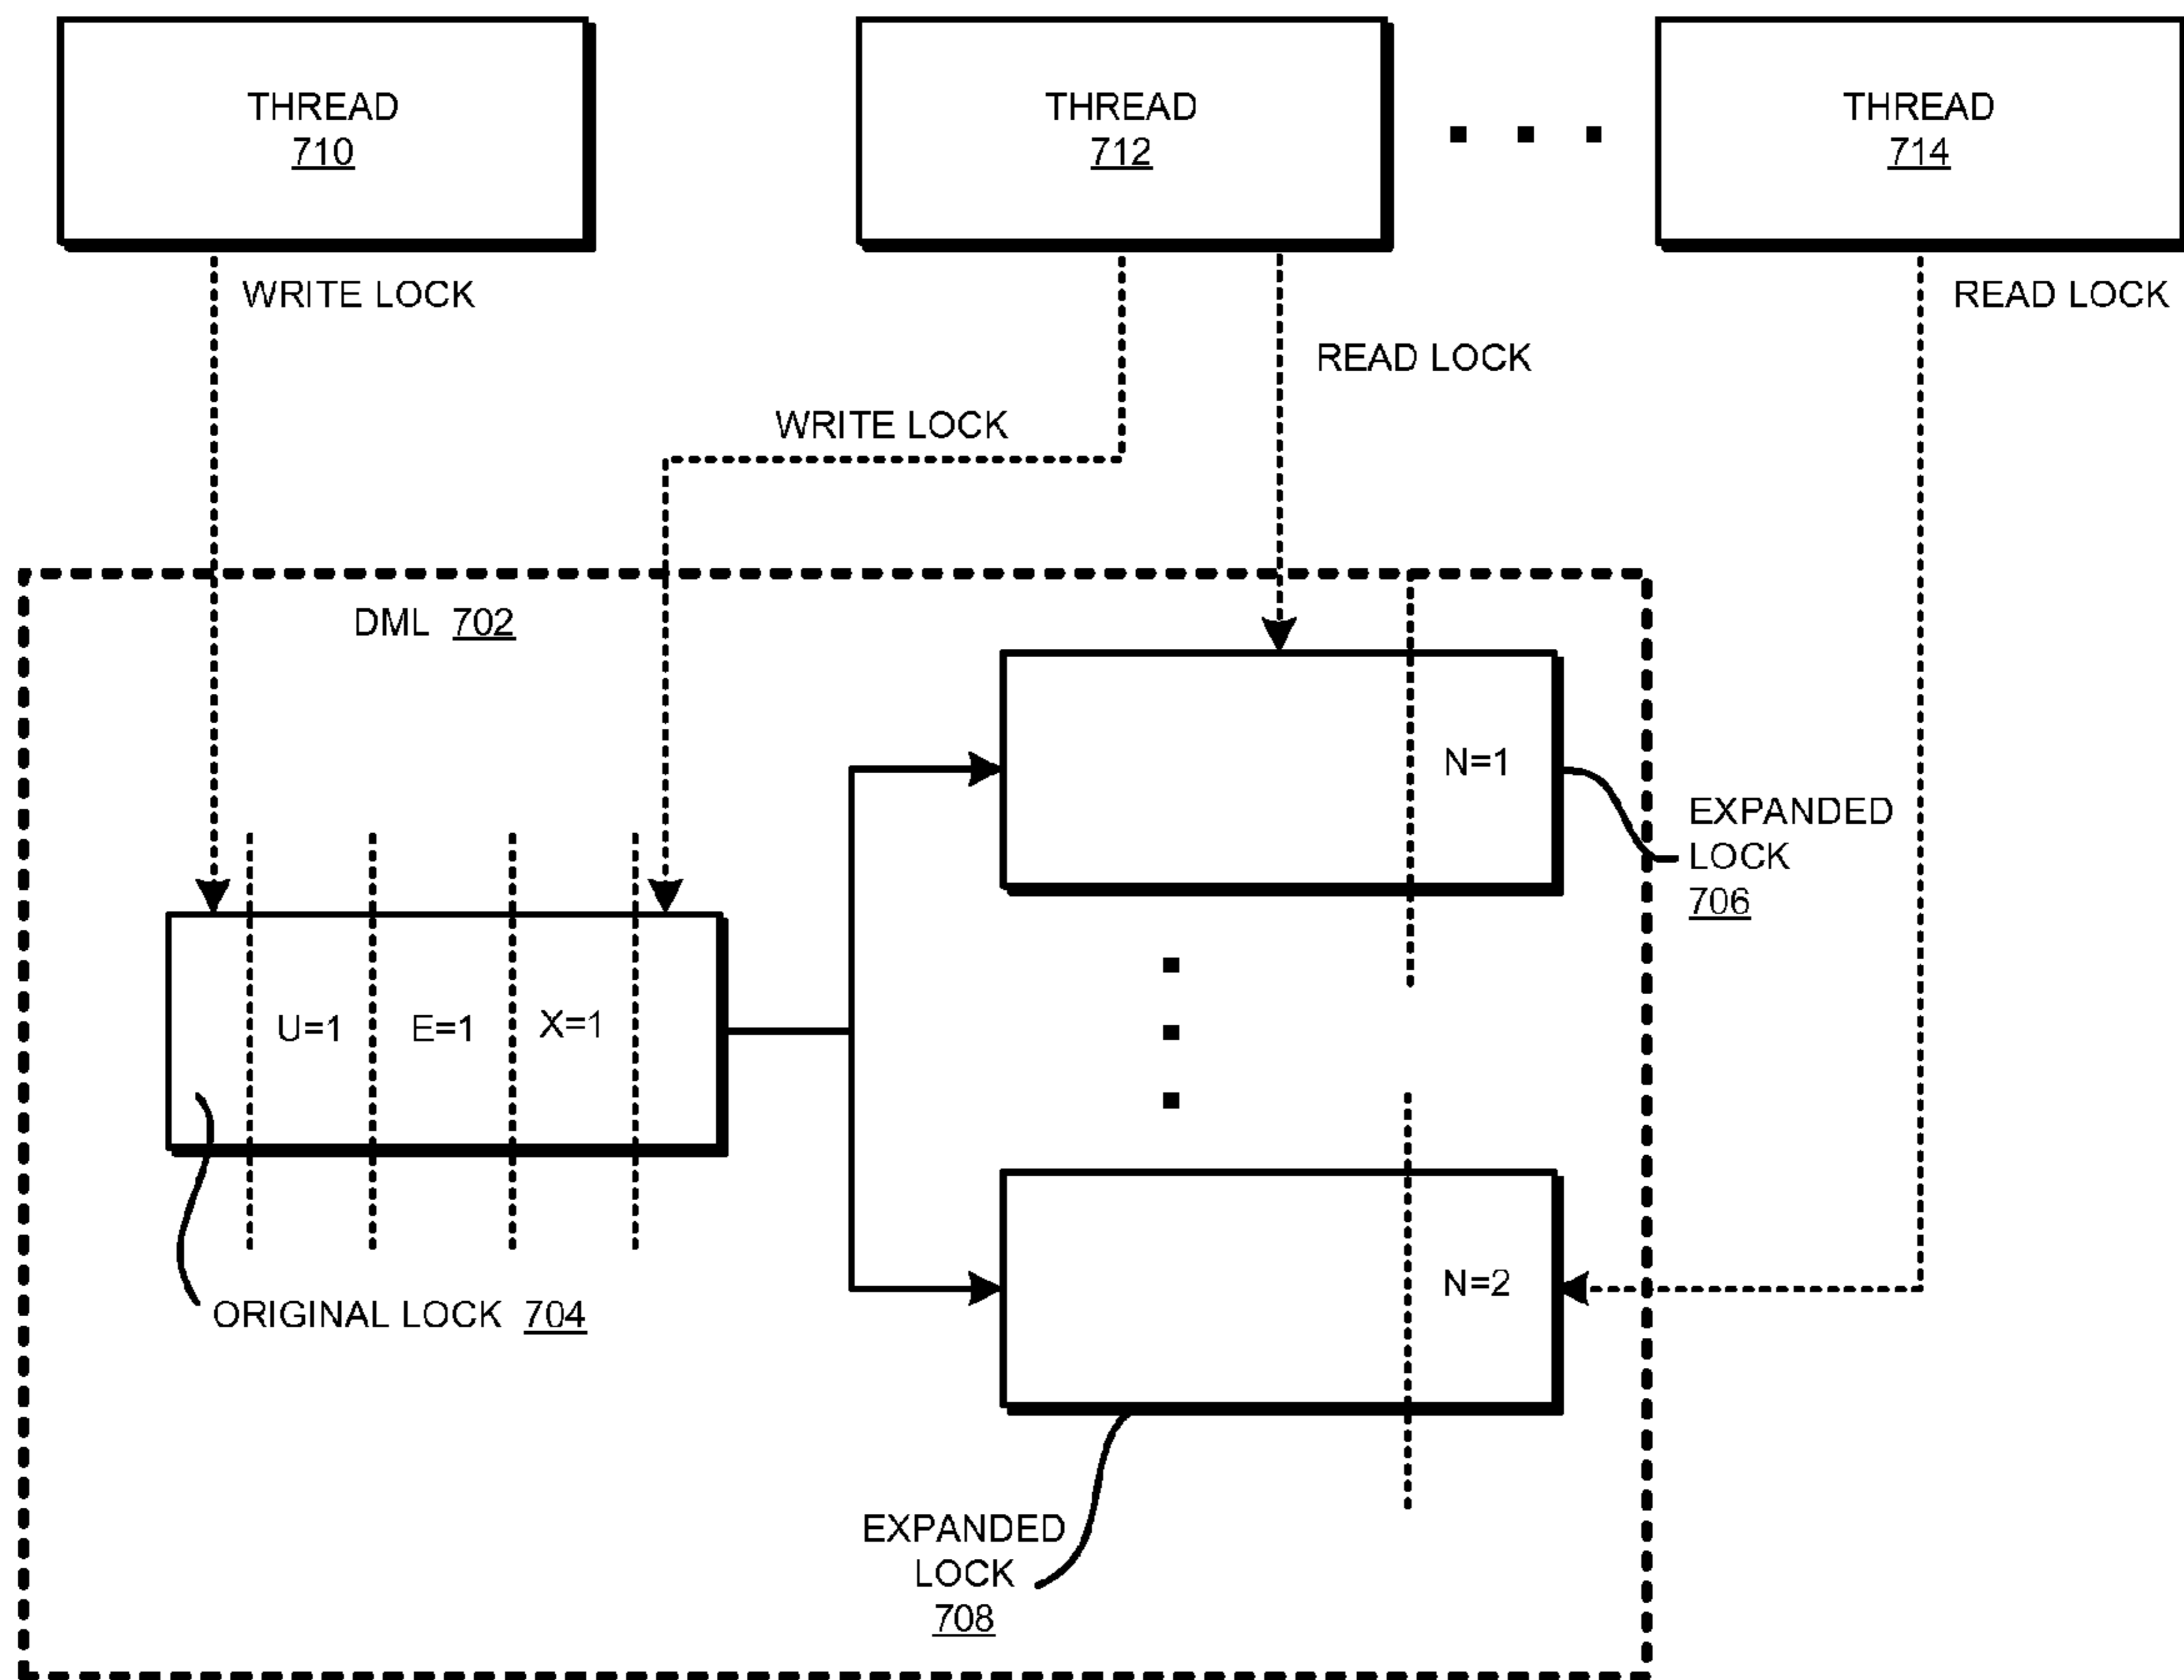 THREAD
710
THREAD
712
THREAD
714
WRITE LOCK
READ LOCK
READ LOCK
WRITE LOCK
DML 702
N=1
EXPANDED
LOCK
706
U=1
E=1
X=1
N=2
ORIGINAL LOCK 704
EXPANDED
LOCK
708